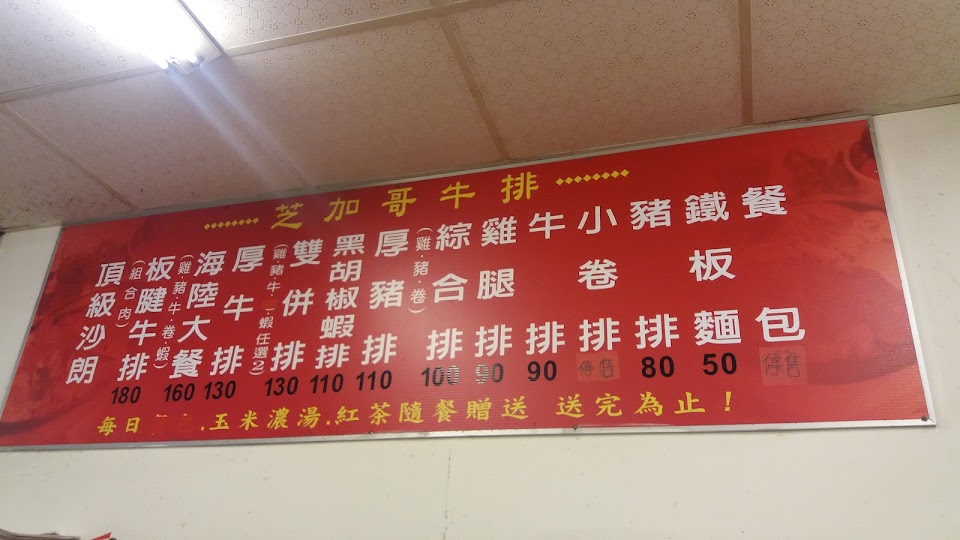 芝加哥牛排
餐包
停售
鐵板麵
50
豬排
80
小卷排
停售
牛排
90
雞腿排
90
綜合排
(雞.豬.卷)
100
厚豬排
110
黑胡椒蝦排
110
雙併排
(雞豬牛.蝦任選2)
130
厚牛排
130
海陸大餐
(雞.豬.牛.卷.蝦)
160
板腱牛排
(組合肉)
180
頂級沙朗
每日 .玉米濃湯.紅茶隨餐贈送 送完為止!